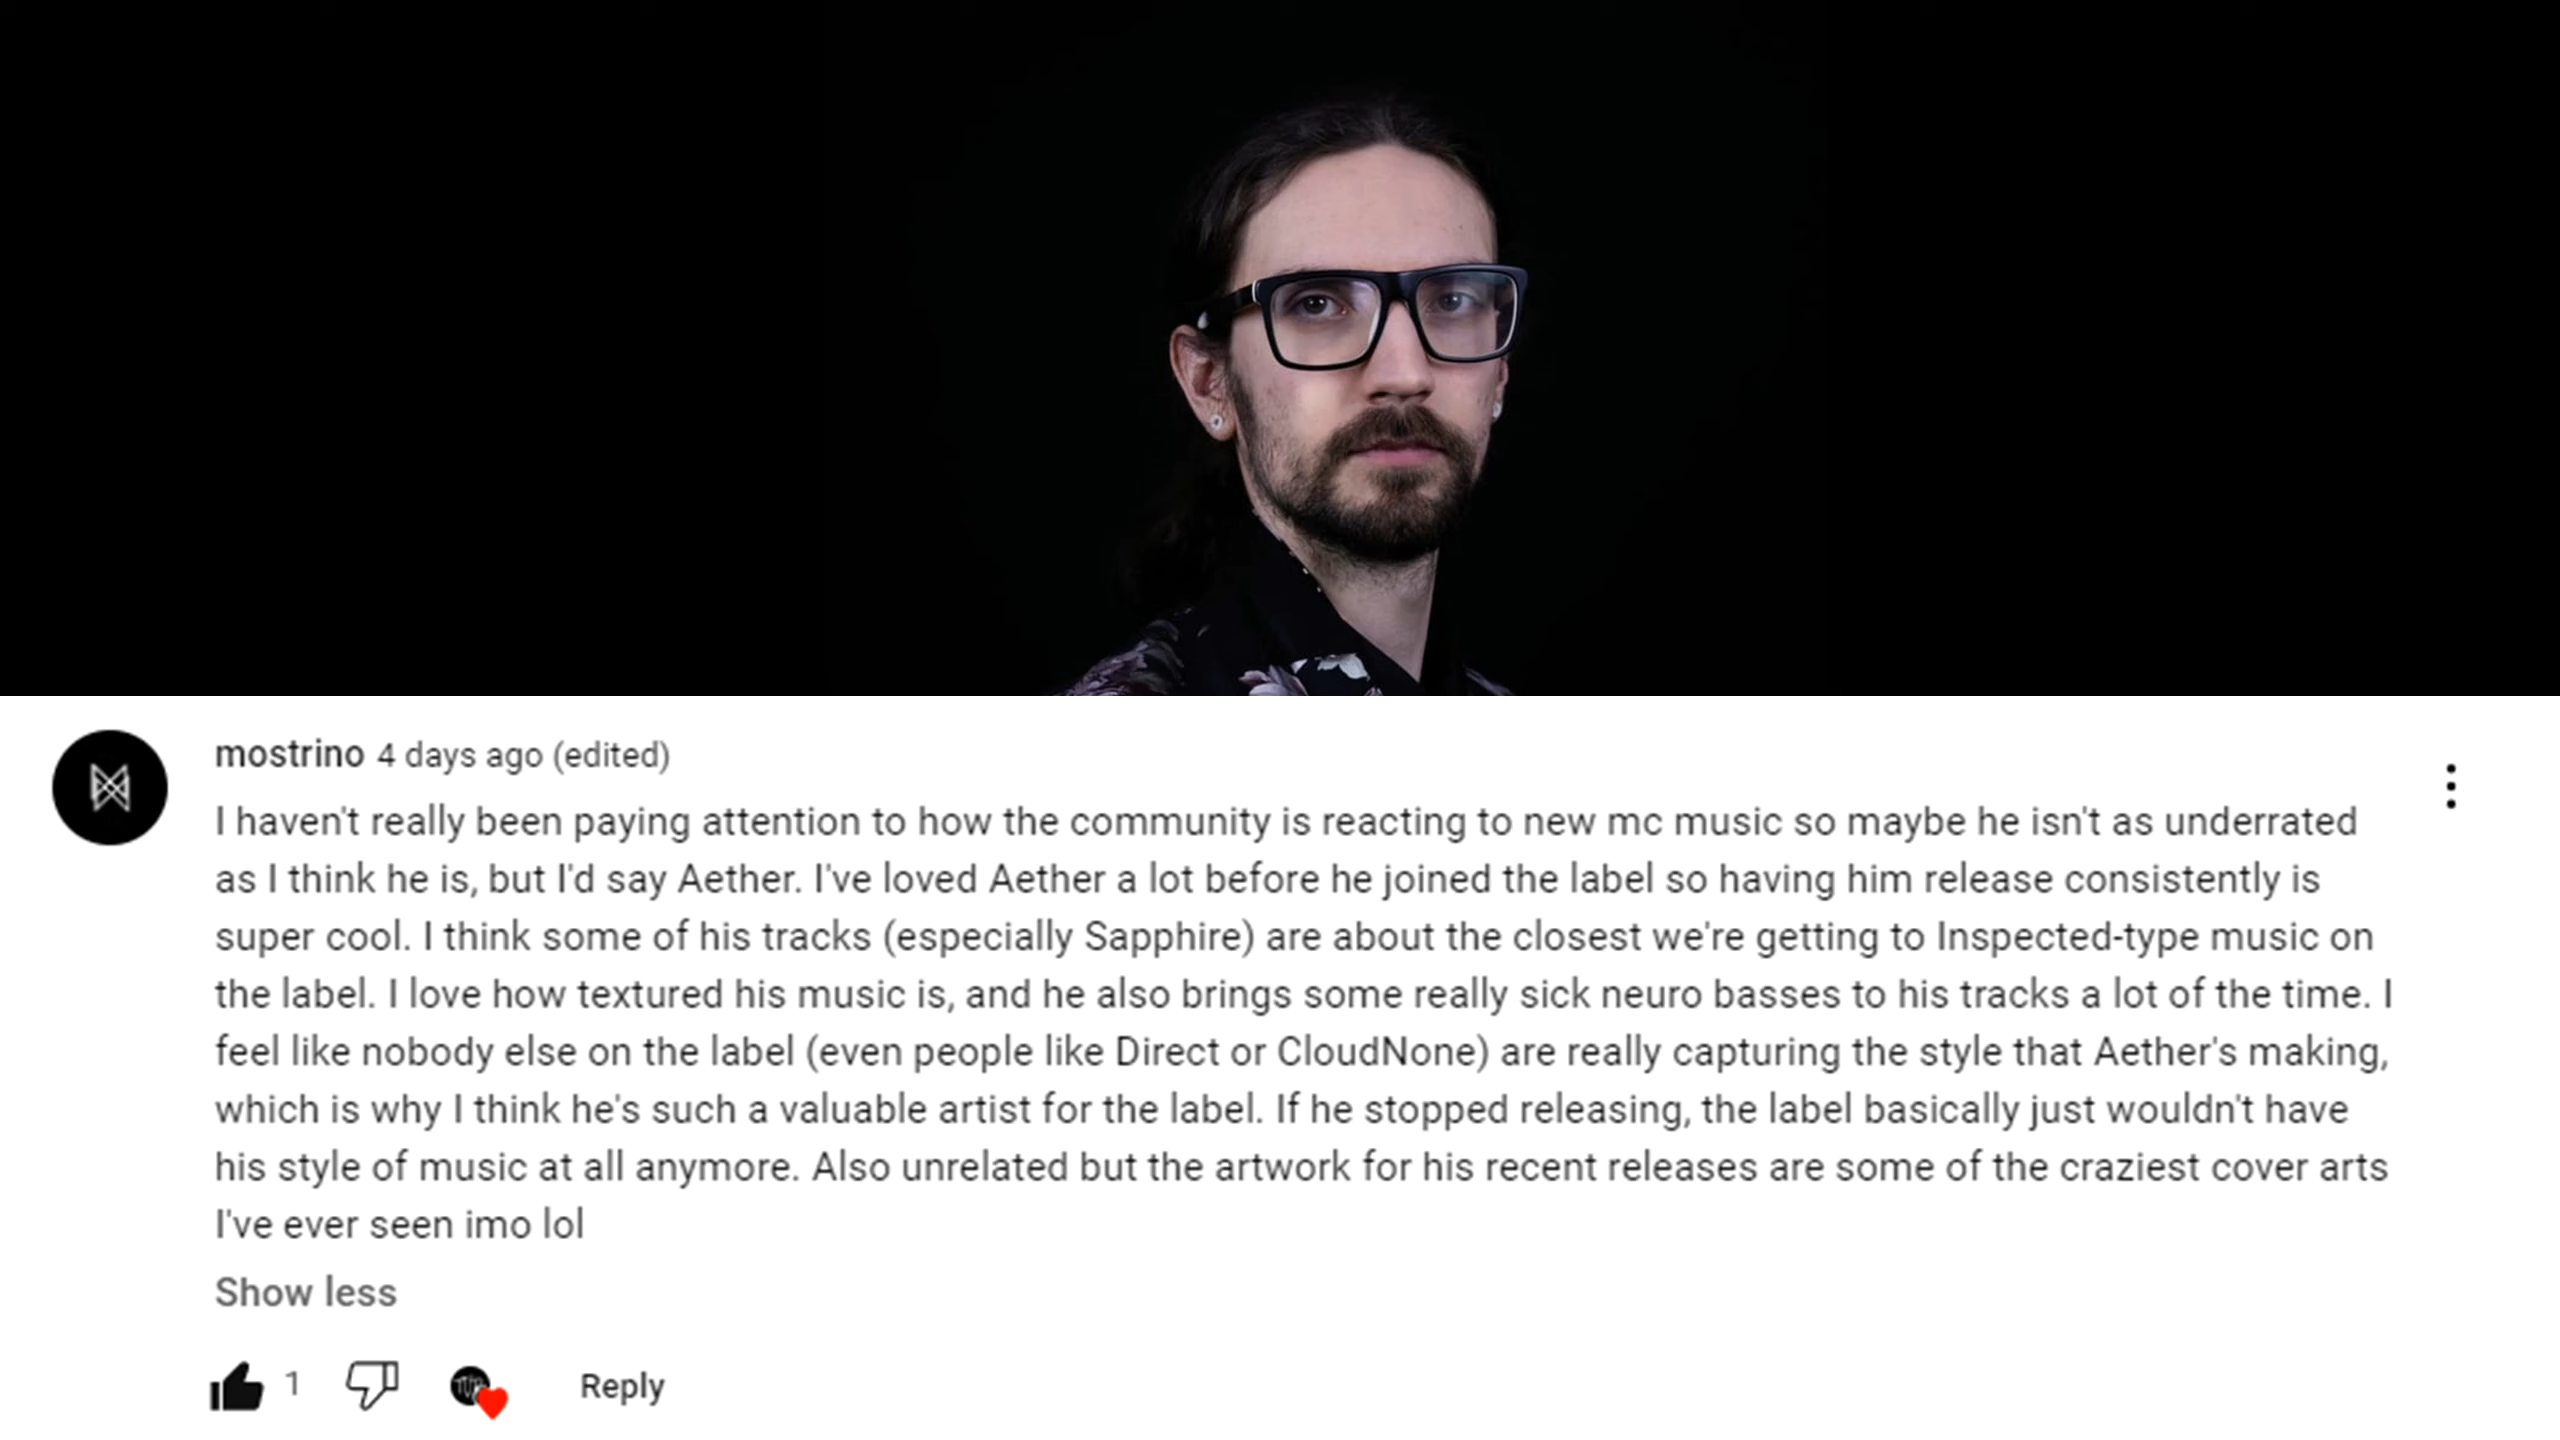 mostrino 4 days ago (edited)
I haven't really been paying attention to how the community is reacting to new mc music so maybe he isn't as underrated
as I think he is, but I'd say Aether. I've loved Aether a lot before he joined the label so having him release consistently is
super cool. I think some of his tracks (especially Sapphire) are about the closest we're getting to Inspected-type music on
the label. I love how textured his music is, and he also brings some really sick neuro basses to his tracks a lot of the time. I
feel like nobody else on the label (even people like Direct or CloudNone) are really capturing the style that Aether's making,
which is why I think he's such a valuable artist for the label. If he stopped releasing, the label basically just wouldn't have
his style of music at all anymore. Also unrelated but the artwork for his recent releases are some of the craziest cover arts
I've ever seen imo lol
Show less
1 Reply